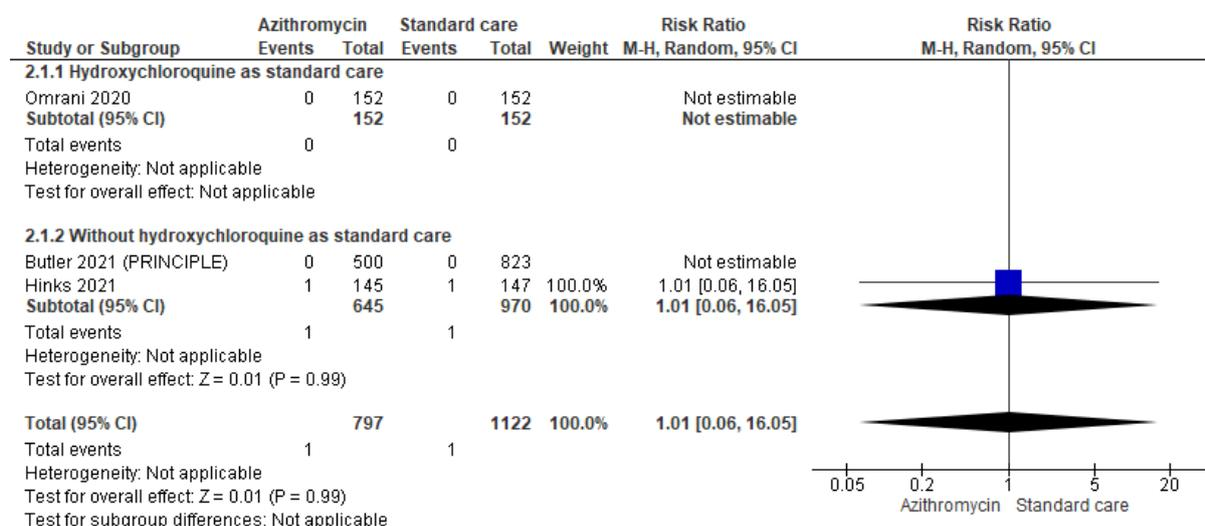 Azithromycin Standard care Risk Ratio Risk Ratio
Study or Subgroup Events Total Events Total Weight M-H, Random, 95% CI M-H, Random, 95% CI
2.1.1 Hydroxychloroquine as standard care
Omrani 2020 0 152 0 152 Not estimable
Subtotal (95% CI) 152 152 Not estimable
Total events 0 0
Heterogeneity: Not applicable
Test for overall effect: Not applicable
2.1.2 Without hydroxychloroquine as standard care
Butler 2021 (PRINCIPLE) 0 500 0 823 Not estimable
Hinks 2021 1 145 1 147 100.0% 1.01 [0.06, 16.05]
Subtotal (95% CI) 645 970 100.0% 1.01 [0.06, 16.05]
Total events 1 1
Heterogeneity: Not applicable
Test for overall effect: Z = 0.01 (P = 0.99)
Total (95% CI) 797 1122 100.0% 1.01 [0.06, 16.05]
Total events 1 1
Heterogeneity: Not applicable
Test for overall effect: Z = 0.01 (P = 0.99)
Test for subgroup differences: Not applicable
0.05 0.2 1 5 20
Azithromycin Standard care